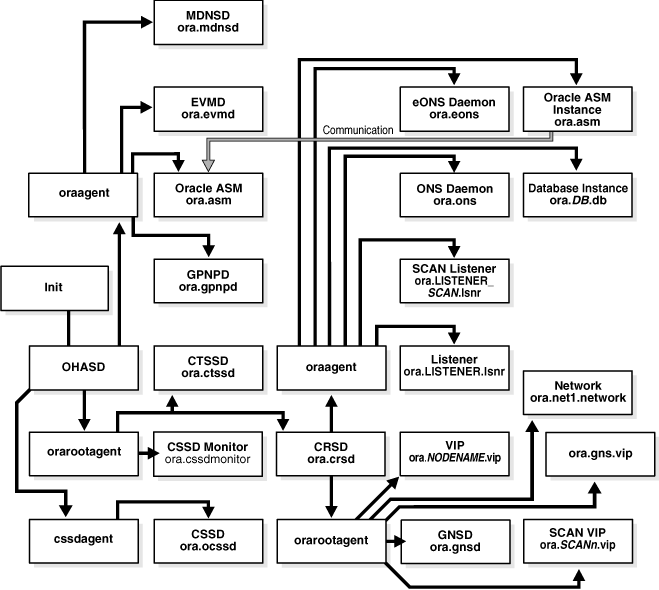 MDNSD
ora.mdnsd
EVMD
ora.evmd
eONS Daemon
ora.eons
Oracle ASM
Instance
ora.asm
Communication
oraagent
Oracle ASM
ora.asm
ONS Daemon
ora.ons
Database Instance
ora.DB.db
GPNPD
ora.gpnpd
SCAN Listener
ora.LISTENER_
SCAN.lsnr
Init
OHASD
CTSSD
ora.ctssd
oraagent
Listener
ora.LISTENER.lsnr
Network
ora.net1.network
orarootagent
CSSD Monitor
ora.cssdmonitor
CRSD
ora.crsd
VIP
ora.NODENAME.vip
ora.gns.vip
cssdagent
CSSD
ora.ocssd
orarootagent
GNSD
ora.gnsd
SCAN VIP
ora.SCANn.vip